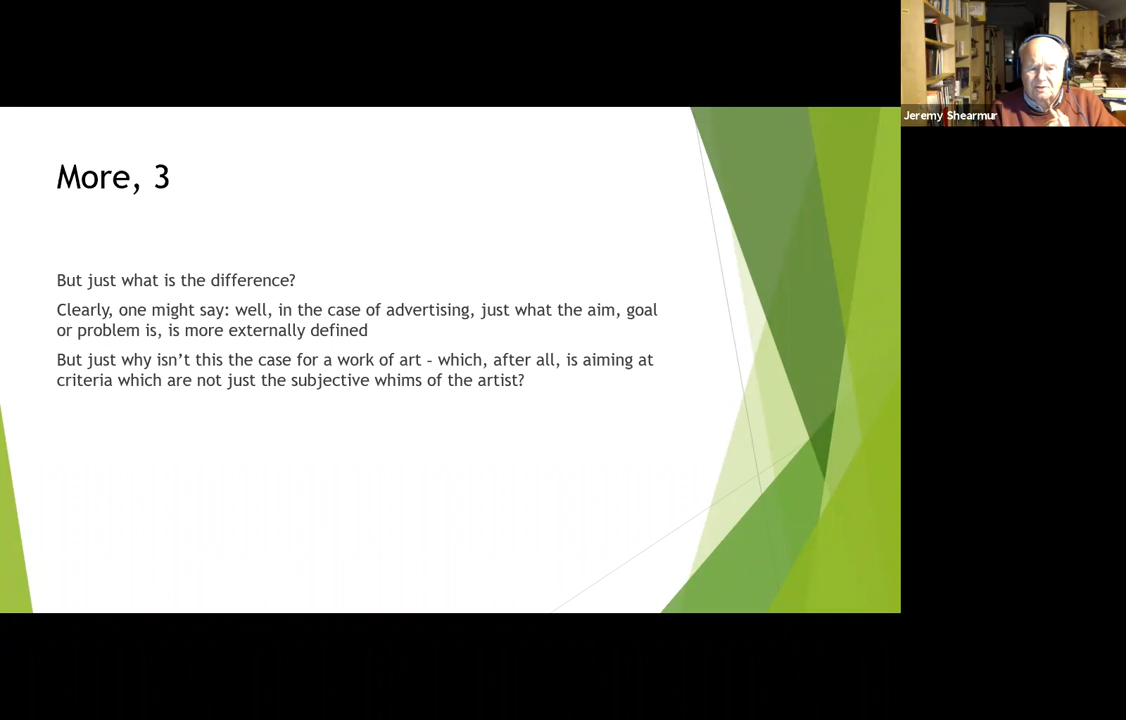 Jeremy Shearmur
More, 3
But just what is the difference?
Clearly, one might say: well, in the case of advertising, just what the aim, goal
or problem is, is more externally defined
But just why isn’t this the case for a work of art – which, after all, is aiming at
criteria which are not just the subjective whims of the artist?